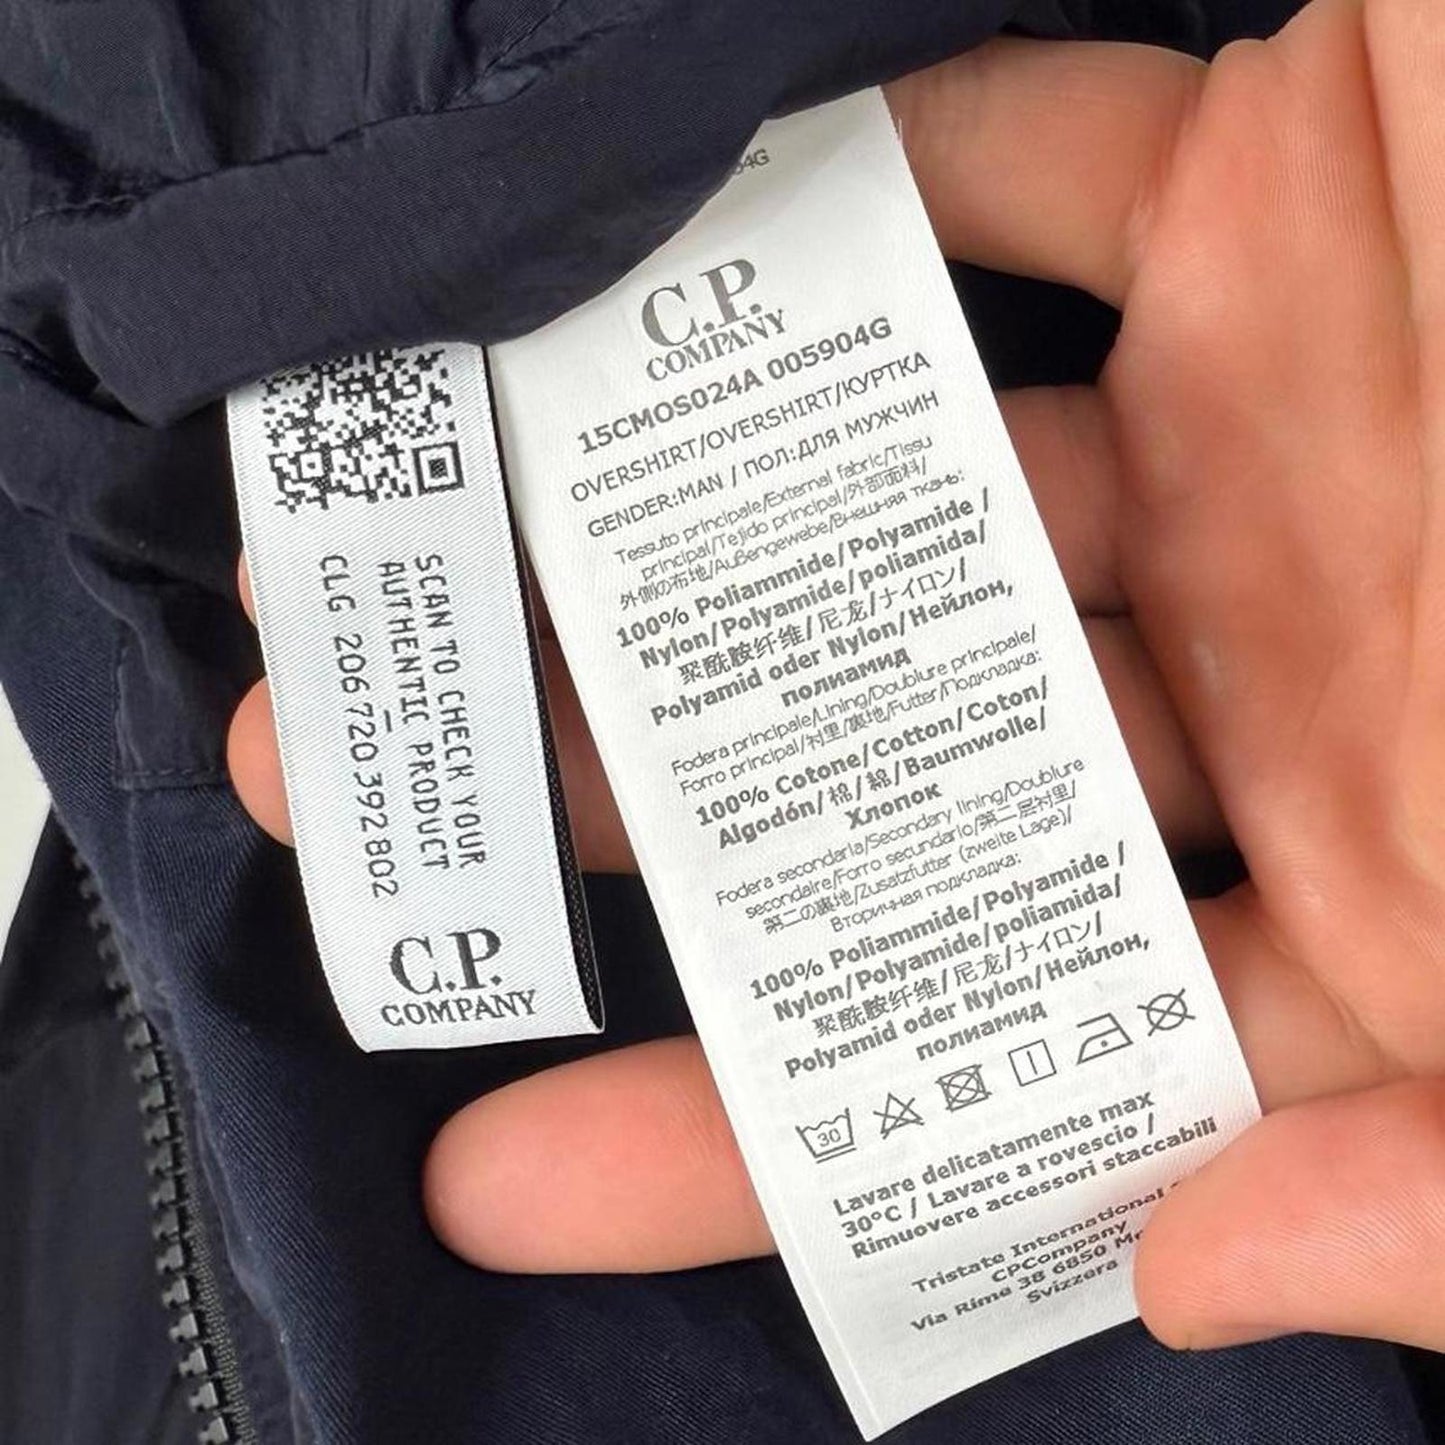 SCAN TO CHECK YOUR
AUTHENTIC PRODUCT
CLG 206 720 392 802
C.P.
COMPANY
54G
C.P.
COMPANY
15CMOS024A 005904G
OVERSHIRT/OVERSHIRT/КУРТКА
GENDER:MAN / ПОЛ:ДЛЯ МУЖЧИН
Tessuto principale/External fabric/Tissu
principal/Tejido principal/外部面料/
外側の布地/Außengewebe/Внешняя ткань:
100% Poliammide/Polyamide /
Nylon/Polyamide/poliamida/
聚酰胺纤维/尼龙/ナイロン/
Polyamid oder Nylon/Нейлон,
полиамид
Fodera principale/Lining/Doublure principale/
Forro principal/衬里/裏地/Futter/Подкладка:
100% Cotone/Cotton/Coton/
Algodón/棉/綿/Baumwolle/
Хлопок
Fodera secondaria/Secondary lining/Doublure
secondaire/Forro secundario/第二层衬里/
第二の裏地/Zusatzfutter (zweite Lage)/
Вторичная подкладка:
100% Poliammide/Polyamide /
Nylon/Polyamide/poliamida/
聚酰胺纤维/尼龙/ナイロン/
Polyamid oder Nylon/Нейлон,
полиамид
30
Lavare delicatamente max
30°C / Lavare a rovescio /
Rimuovere accessori staccabili
Tristate International
CPCompany
Via Rime 38 6850 M
Svizzera